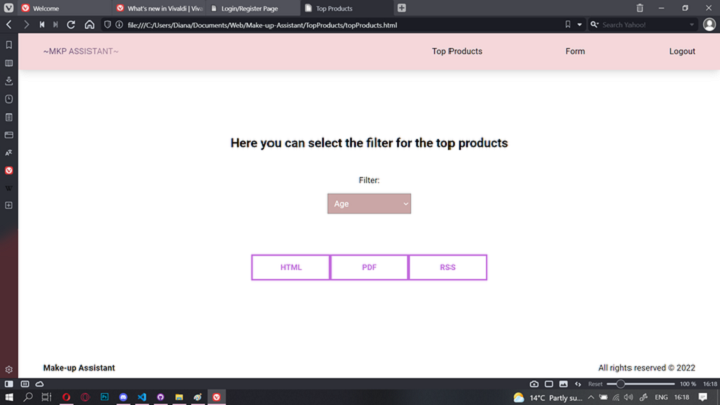 Welcome
What's new in Vivaldi | Viva
Login/Register Page
Top Products
file:///C:/Users/Diana/Documents/Web/Make-up-Assistant/TopProducts/topProducts.html
Search Yahoo!
~MKP ASSISTANT~
Top Products
Form
Logout
Here you can select the filter for the top products
Filter:
Age
HTML
PDF
RSS
Make-up Assistant
All rights reserved © 2022
Reset
100 %
16:18
14°C Partly su...
ENG
16:18